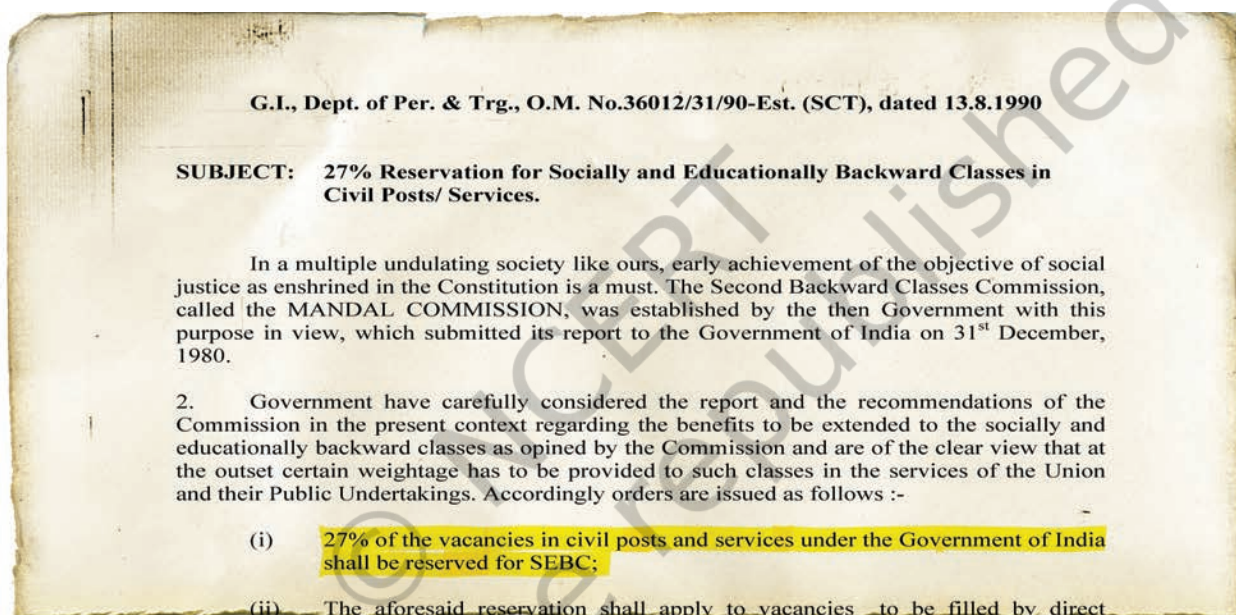 G.I., Dept. of Per. & Trg., O.M. No.36012/31/90-Est. (SCT), dated 13.8.1990
SUBJECT: 27% Reservation for Socially and Educationally Backward Classes in
Civil Posts/ Services.
In a multiple undulating society like ours, early achievement of the objective of social
justice as enshrined in the Constitution is a must. The Second Backward Classes Commission,
called the MANDAL COMMISSION, was established by the then Government with this
purpose in view, which submitted its report to the Government of India on 31st December,
1980.
2. Government have carefully considered the report and the recommendations of the
Commission in the present context regarding the benefits to be extended to the socially and
educationally backward classes as opined by the Commission and are of the clear view that at
the outset certain weightage has to be provided to such classes in the services of the Union
and their Public Undertakings. Accordingly orders are issued as follows :-
(i) 27% of the vacancies in civil posts and services under the Government of India
shall be reserved for SEBC;
(ii) The aforesaid reservation shall apply to vacancies to be filled by direct
© NCERT
republished